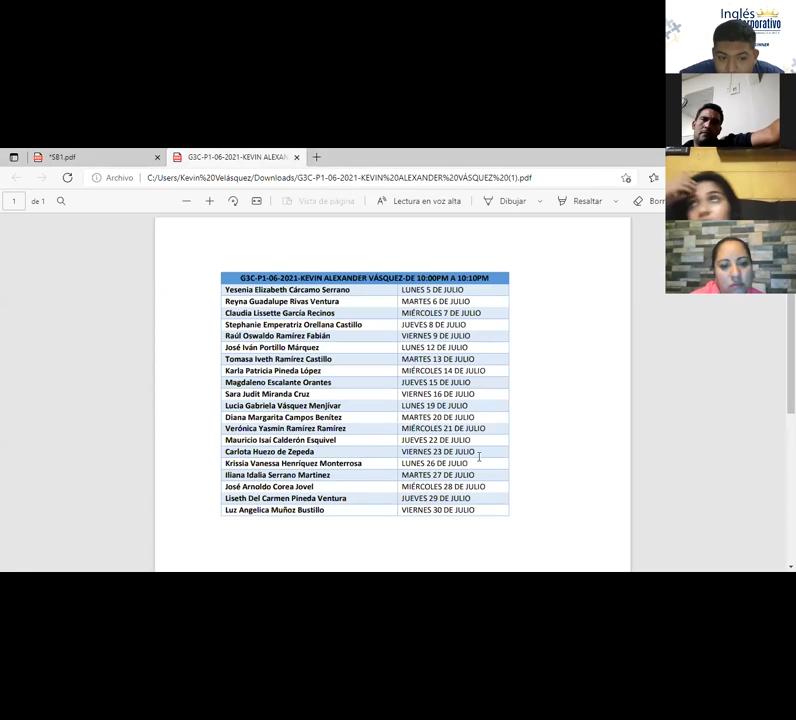 Inglés
Corporativo
*SB1.pdf
G3C-P1-06-2021-KEVIN ALEXAN
Archivo
C:/Users/Kevin%20Velásquez/Downloads/G3C-P1-06-2021-KEVIN%20ALEXANDER%20VÁSQUEZ%20(1).pdf
1 de 1
Vista de página
Lectura en voz alta
Dibujar
Resaltar
Borr
G3C-P1-06-2021-KEVIN ALEXANDER VÁSQUEZ-DE 10:00PM A 10:10PM
Yesenia Elizabeth Cárcamo Serrano LUNES 5 DE JULIO
Reyna Guadalupe Rivas Ventura MARTES 6 DE JULIO
Claudia Lissette García Recinos MIÉRCOLES 7 DE JULIO
Stephanie Emperatriz Orellana Castillo JUEVES 8 DE JULIO
Raúl Oswaldo Ramírez Fabián VIERNES 9 DE JULIO
José Iván Portillo Márquez LUNES 12 DE JULIO
Tomasa Iveth Ramírez Castillo MARTES 13 DE JULIO
Karla Patricia Pineda López MIÉRCOLES 14 DE JULIO
Magdaleno Escalante Orantes JUEVES 15 DE JULIO
Sara Judit Miranda Cruz VIERNES 16 DE JULIO
Lucia Gabriela Vásquez Menjívar LUNES 19 DE JULIO
Diana Margarita Campos Benítez MARTES 20 DE JULIO
Verónica Yasmin Ramírez Ramírez MIÉRCOLES 21 DE JULIO
Mauricio Isaí Calderón Esquivel JUEVES 22 DE JULIO
Carlota Huezo de Zepeda VIERNES 23 DE JULIO
Krissia Vanessa Henríquez Monterrosa LUNES 26 DE JULIO
Iliana Idalia Serrano Martinez MARTES 27 DE JULIO
José Arnoldo Corea Jovel MIÉRCOLES 28 DE JULIO
Liseth Del Carmen Pineda Ventura JUEVES 29 DE JULIO
Luz Angelica Muñoz Bustillo VIERNES 30 DE JULIO